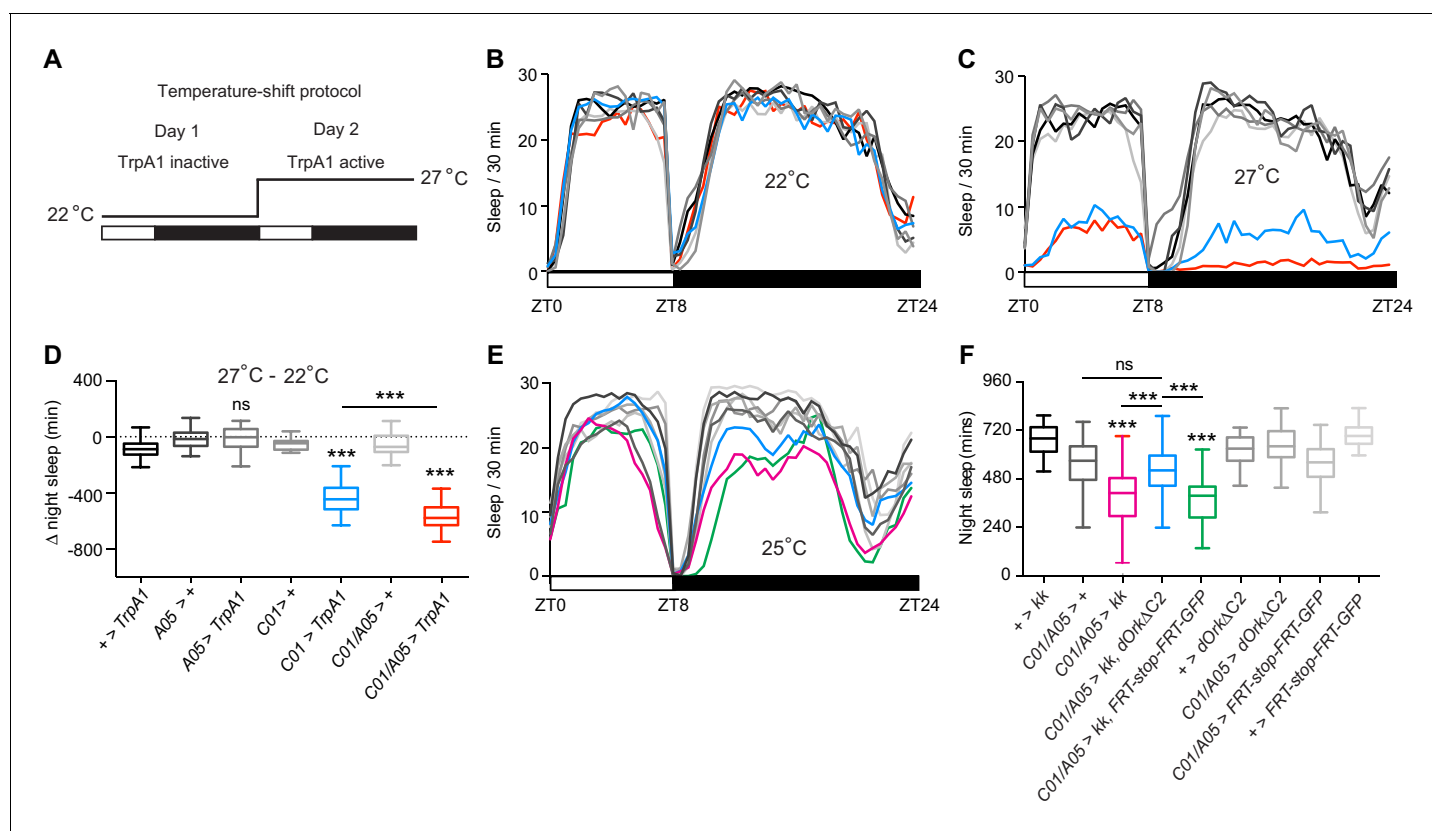 A
Temperature-shift protocol
Day 1
Day 2
TrpA1 inactive
TrpA1 active
27°C
22°C
B
Sleep / 30 min
30
20
10
0
22°C
ZT0
ZT8
ZT24
C
Sleep / 30 min
30
20
10
0
27°C
ZT0
ZT8
ZT24
D
27°C - 22°C
Δ night sleep (min)
400
0
-400
-800
ns
***
***
***
+ > TrpA1
A05 > +
A05 > TrpA1
C01 > +
C01 > TrpA1
C01/A05 > +
C01/A05 > TrpA1
E
Sleep / 30 min
30
20
10
0
25°C
ZT0
ZT8
ZT24
F
Night sleep (mins)
960
720
480
240
0
ns
***
***
***
***
+ > kk
C01/A05 > +
C01/A05 > kk
C01/A05 > kk, dOrkΔC2
C01/A05 > kk, FRT-stop-FRT-GFP
+ > dOrkΔC2
C01/A05 > dOrkΔC2
C01/A05 > FRT-stop-FRT-GFP
+ > FRT-stop-FRT-GFP